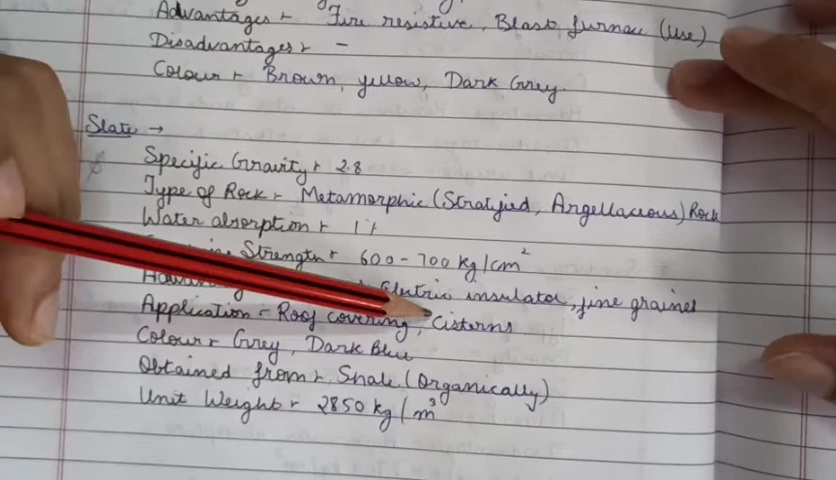 Advantages :- Fire resistive, Blast furnace (use)
Disadvantages :- -
Colour :- Brown, yellow, Dark Grey.
Slate →
Specific Gravity :- 2.8
Type of Rock :- Metamorphic (Stratified, Argellaceous) Rock
Water absorption :- 1%
Strength :- 600-700 kg/cm²
Electric insulator, fine grained
Application :- Roof covering, Cisterns
Colour :- Grey, Dark Blue
Obtained from :- Shale (Organically)
Unit Weight :- 2850 kg/m³